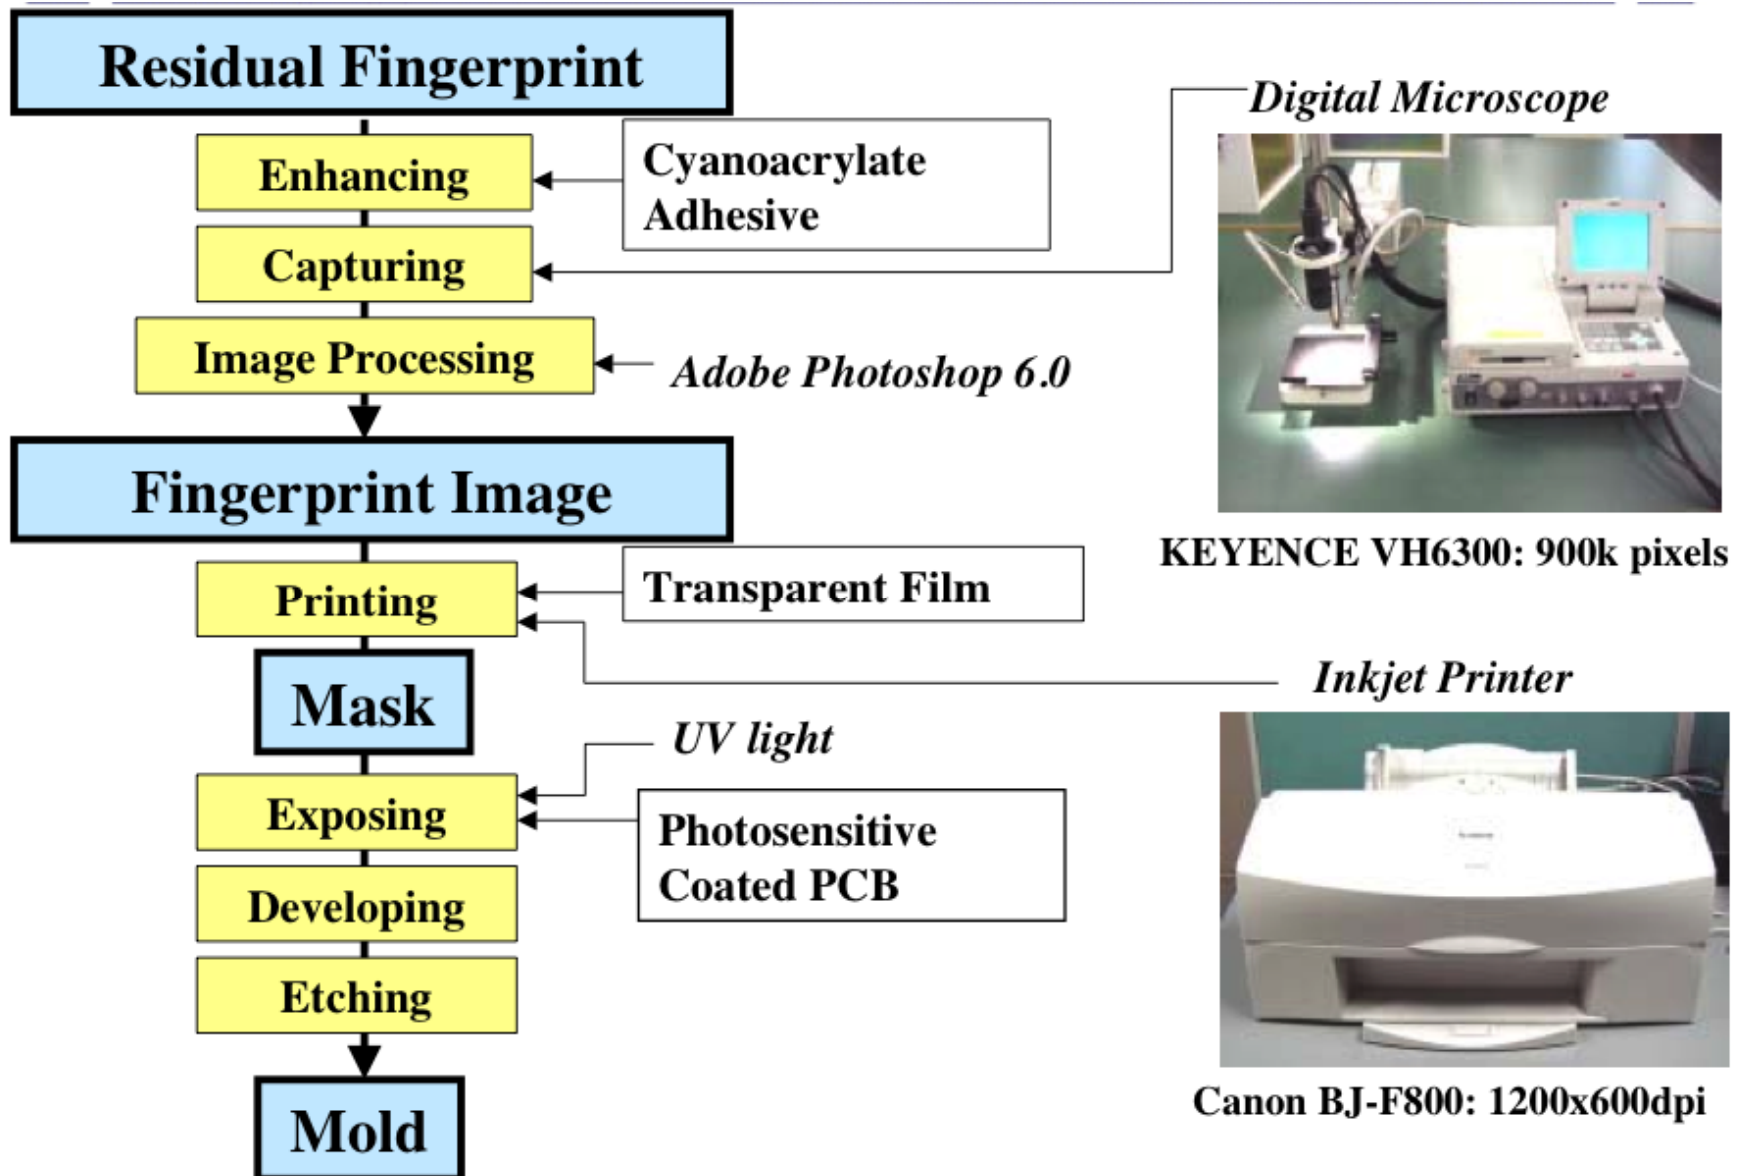 Residual Fingerprint
Digital Microscope
Enhancing
Cyanoacrylate
Adhesive
Capturing
Image Processing
Adobe Photoshop 6.0
Fingerprint Image
KEYENCE VH6300: 900k pixels
Printing
Transparent Film
Inkjet Printer
Mask
UV light
Exposing
Photosensitive
Coated PCB
Developing
Etching
Canon BJ-F800: 1200x600dpi
Mold